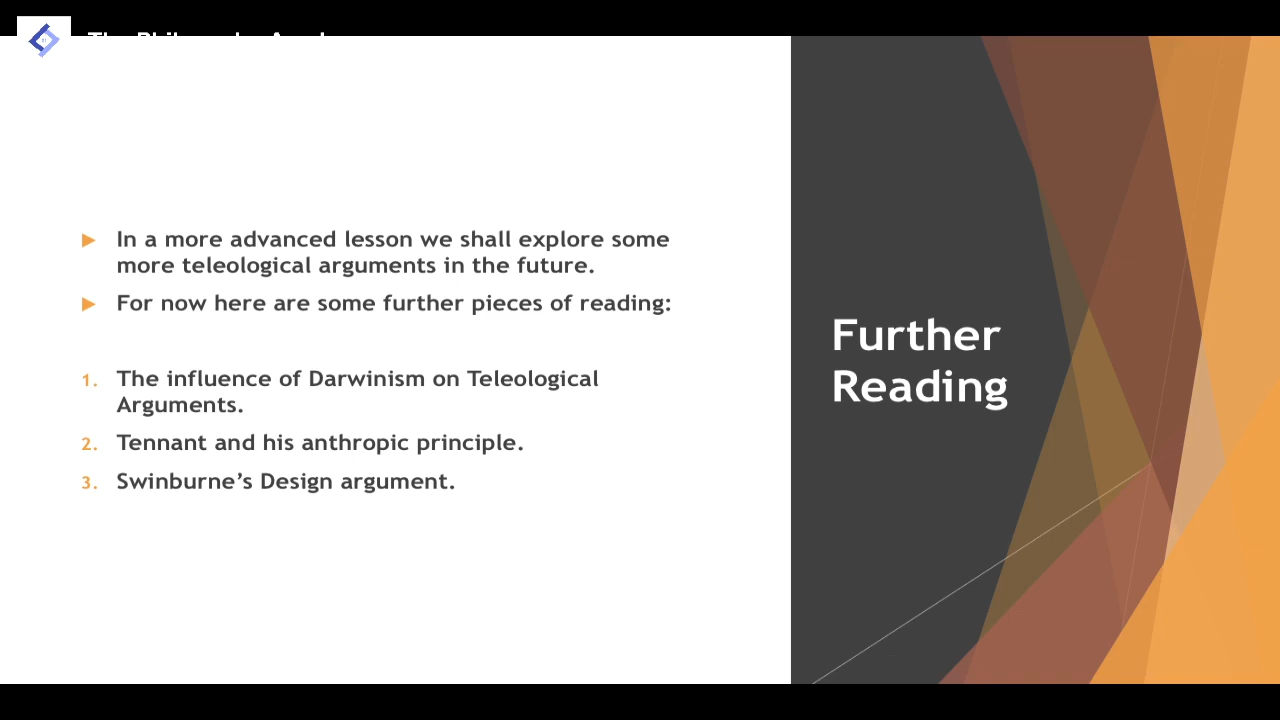 In a more advanced lesson we shall explore some
more teleological arguments in the future.
For now here are some further pieces of reading:
1. The influence of Darwinism on Teleological
Arguments.
2. Tennant and his anthropic principle.
3. Swinburne’s Design argument.
Further
Reading